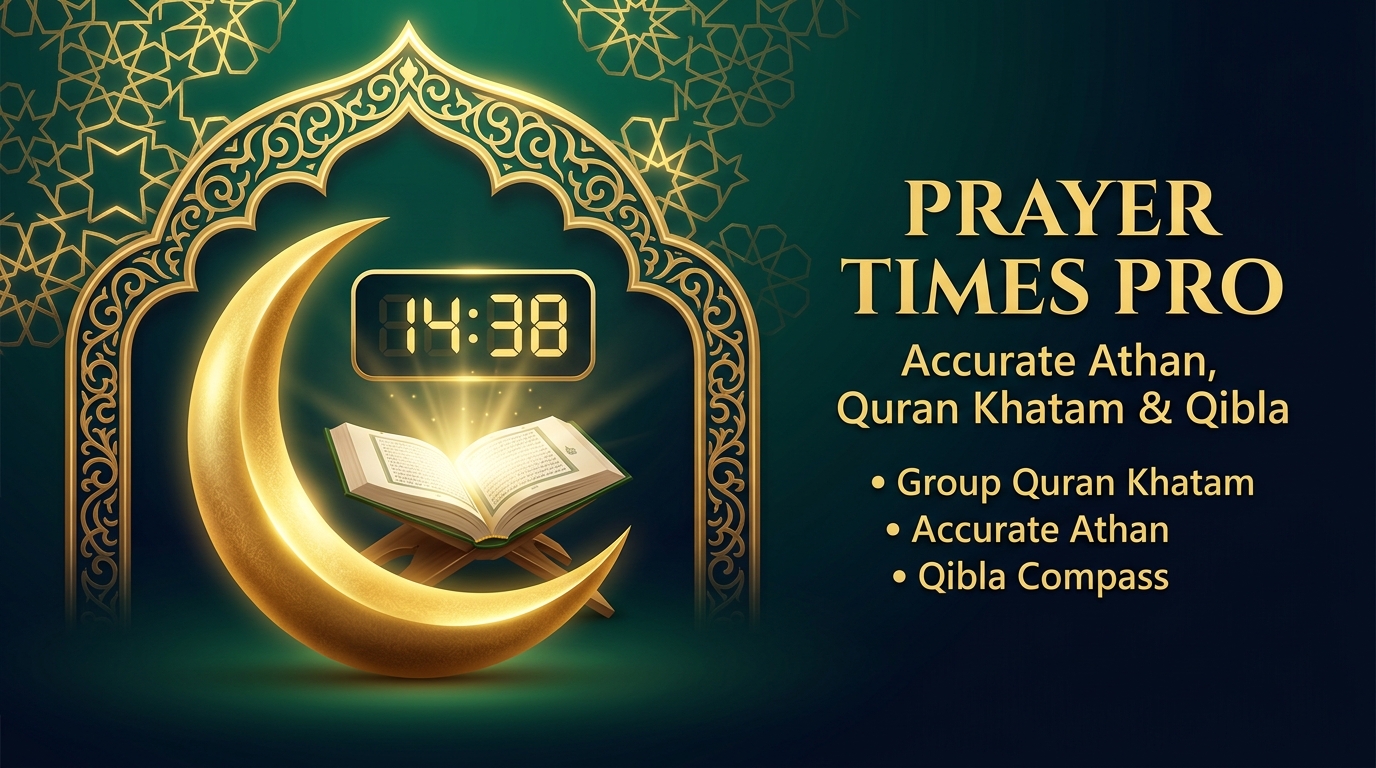 14:38
PRAYER
TIMES PRO
Accurate Athan,
Quran Khatam & Qibla
• Group Quran Khatam
• Accurate Athan
• Qibla Compass